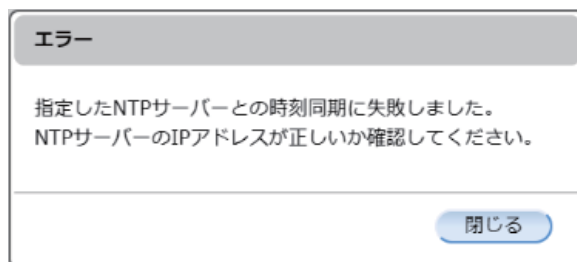 エラー
指定したNTPサーバーとの時刻同期に失敗しました。
NTPサーバーのIPアドレスが正しいか確認してください。
閉じる